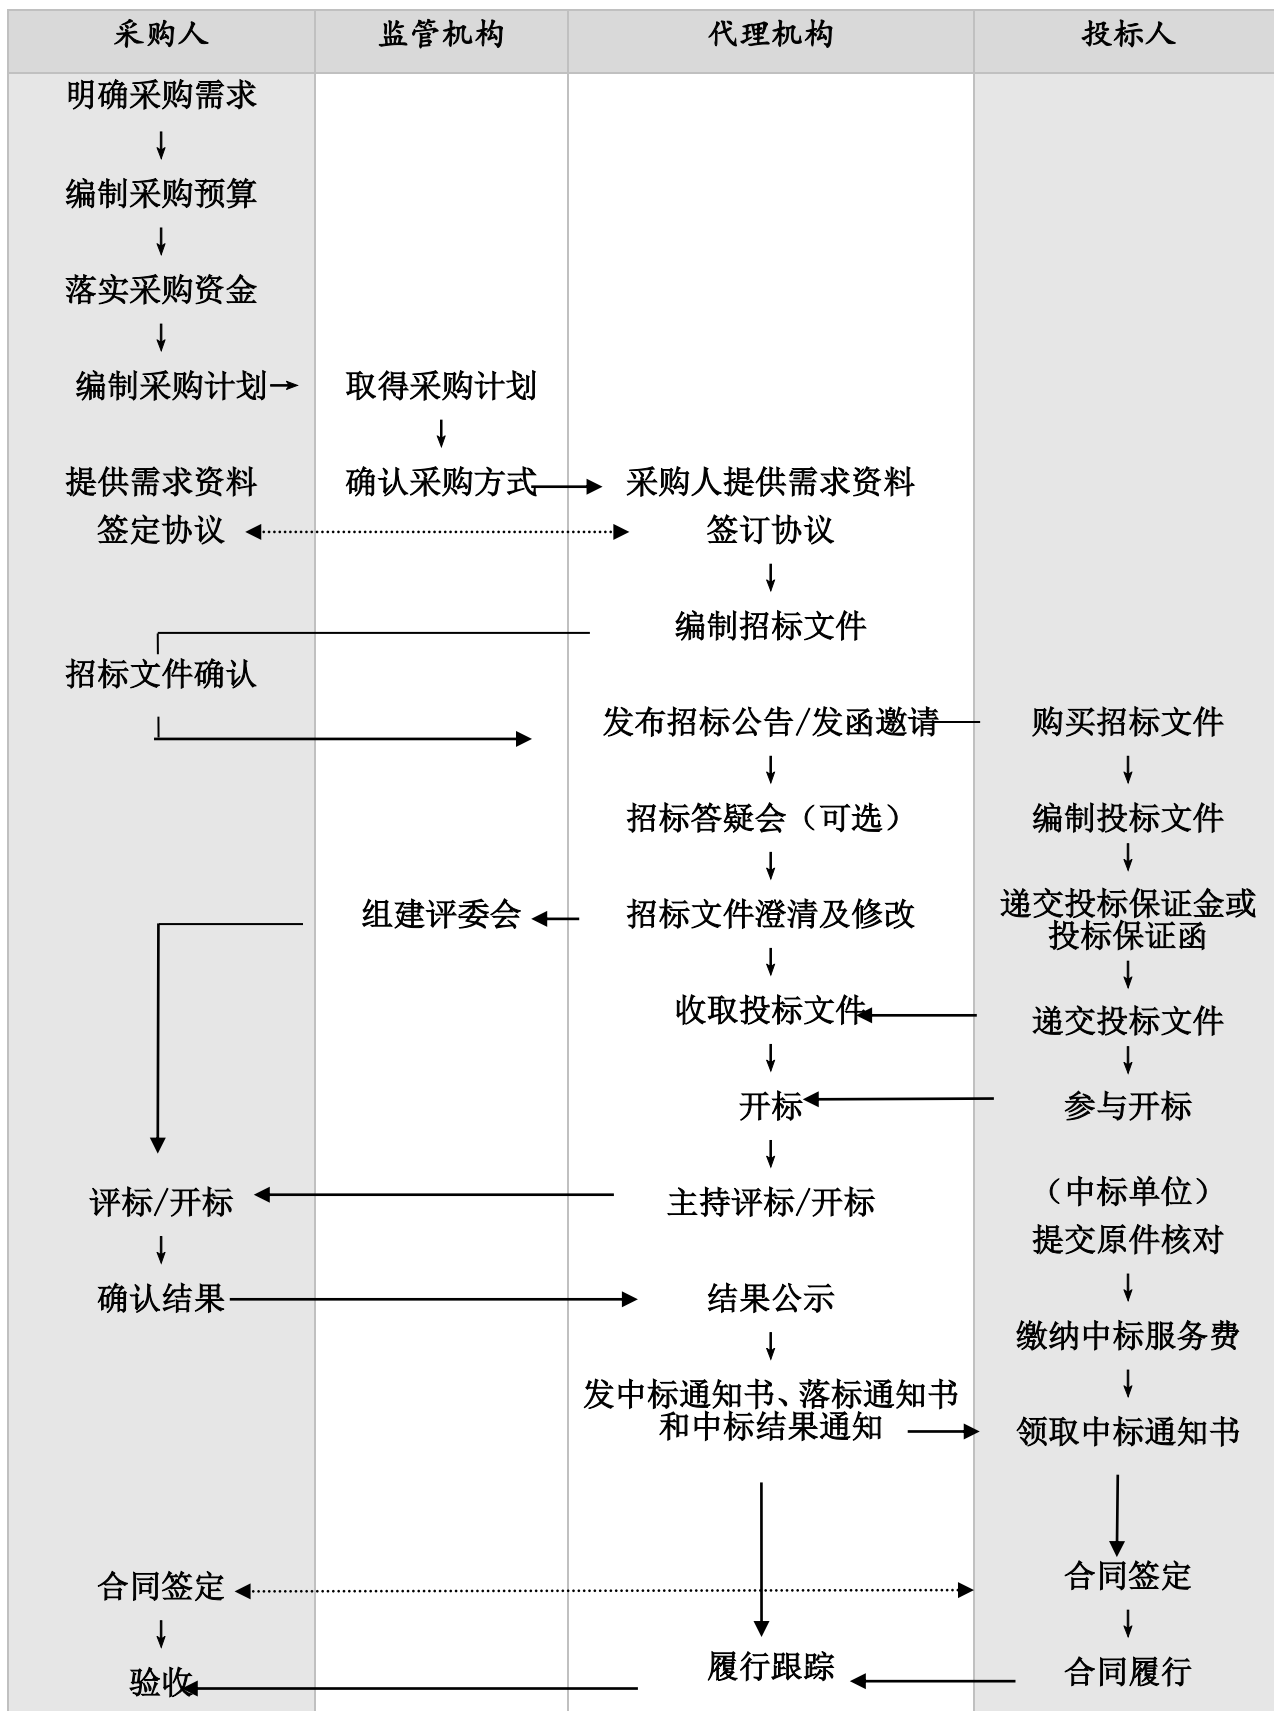 采购人 监管机构 代理机构 投标人
明确采购需求
编制采购预算
落实采购资金
编制采购计划 取得采购计划
提供需求资料 确认采购方式 采购人提供需求资料
签定协议 签订协议
编制招标文件
招标文件确认
发布招标公告/发函邀请 购买招标文件
招标答疑会（可选） 编制投标文件
组建评委会 招标文件澄清及修改 递交投标保证金或
投标保证函
收取投标文件 递交投标文件
开标 参与开标
评标/开标 主持评标/开标 （中标单位）
提交原件核对
确认结果 结果公示
缴纳中标服务费
发中标通知书、落标通知书
和中标结果通知 领取中标通知书
合同签定 合同签定
验收 履行跟踪 合同履行